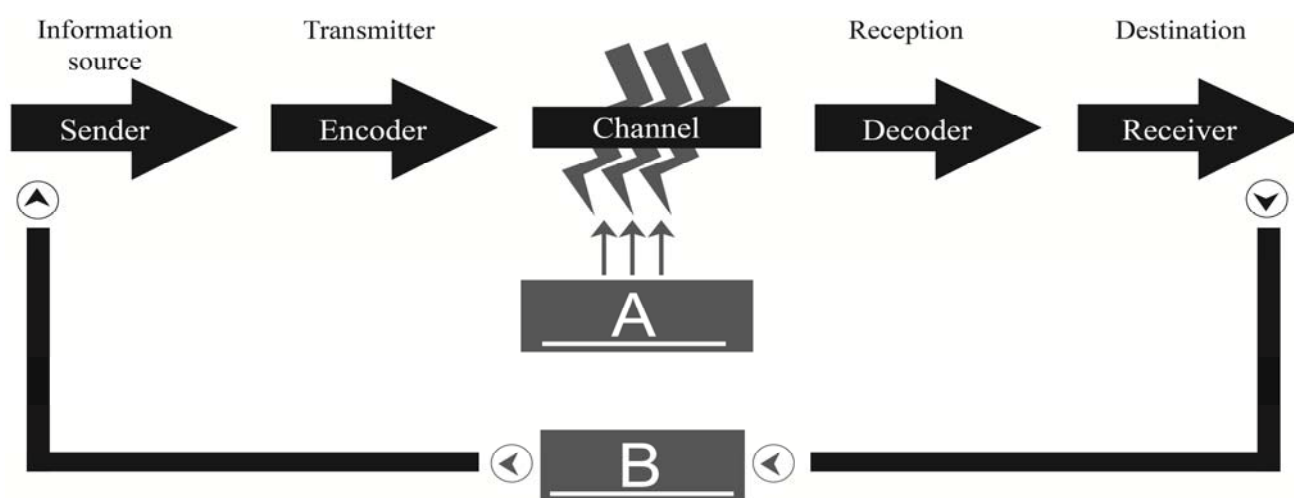 Information
source
Transmitter
Reception
Destination
Sender
Encoder
Channel
Decoder
Receiver
A
B